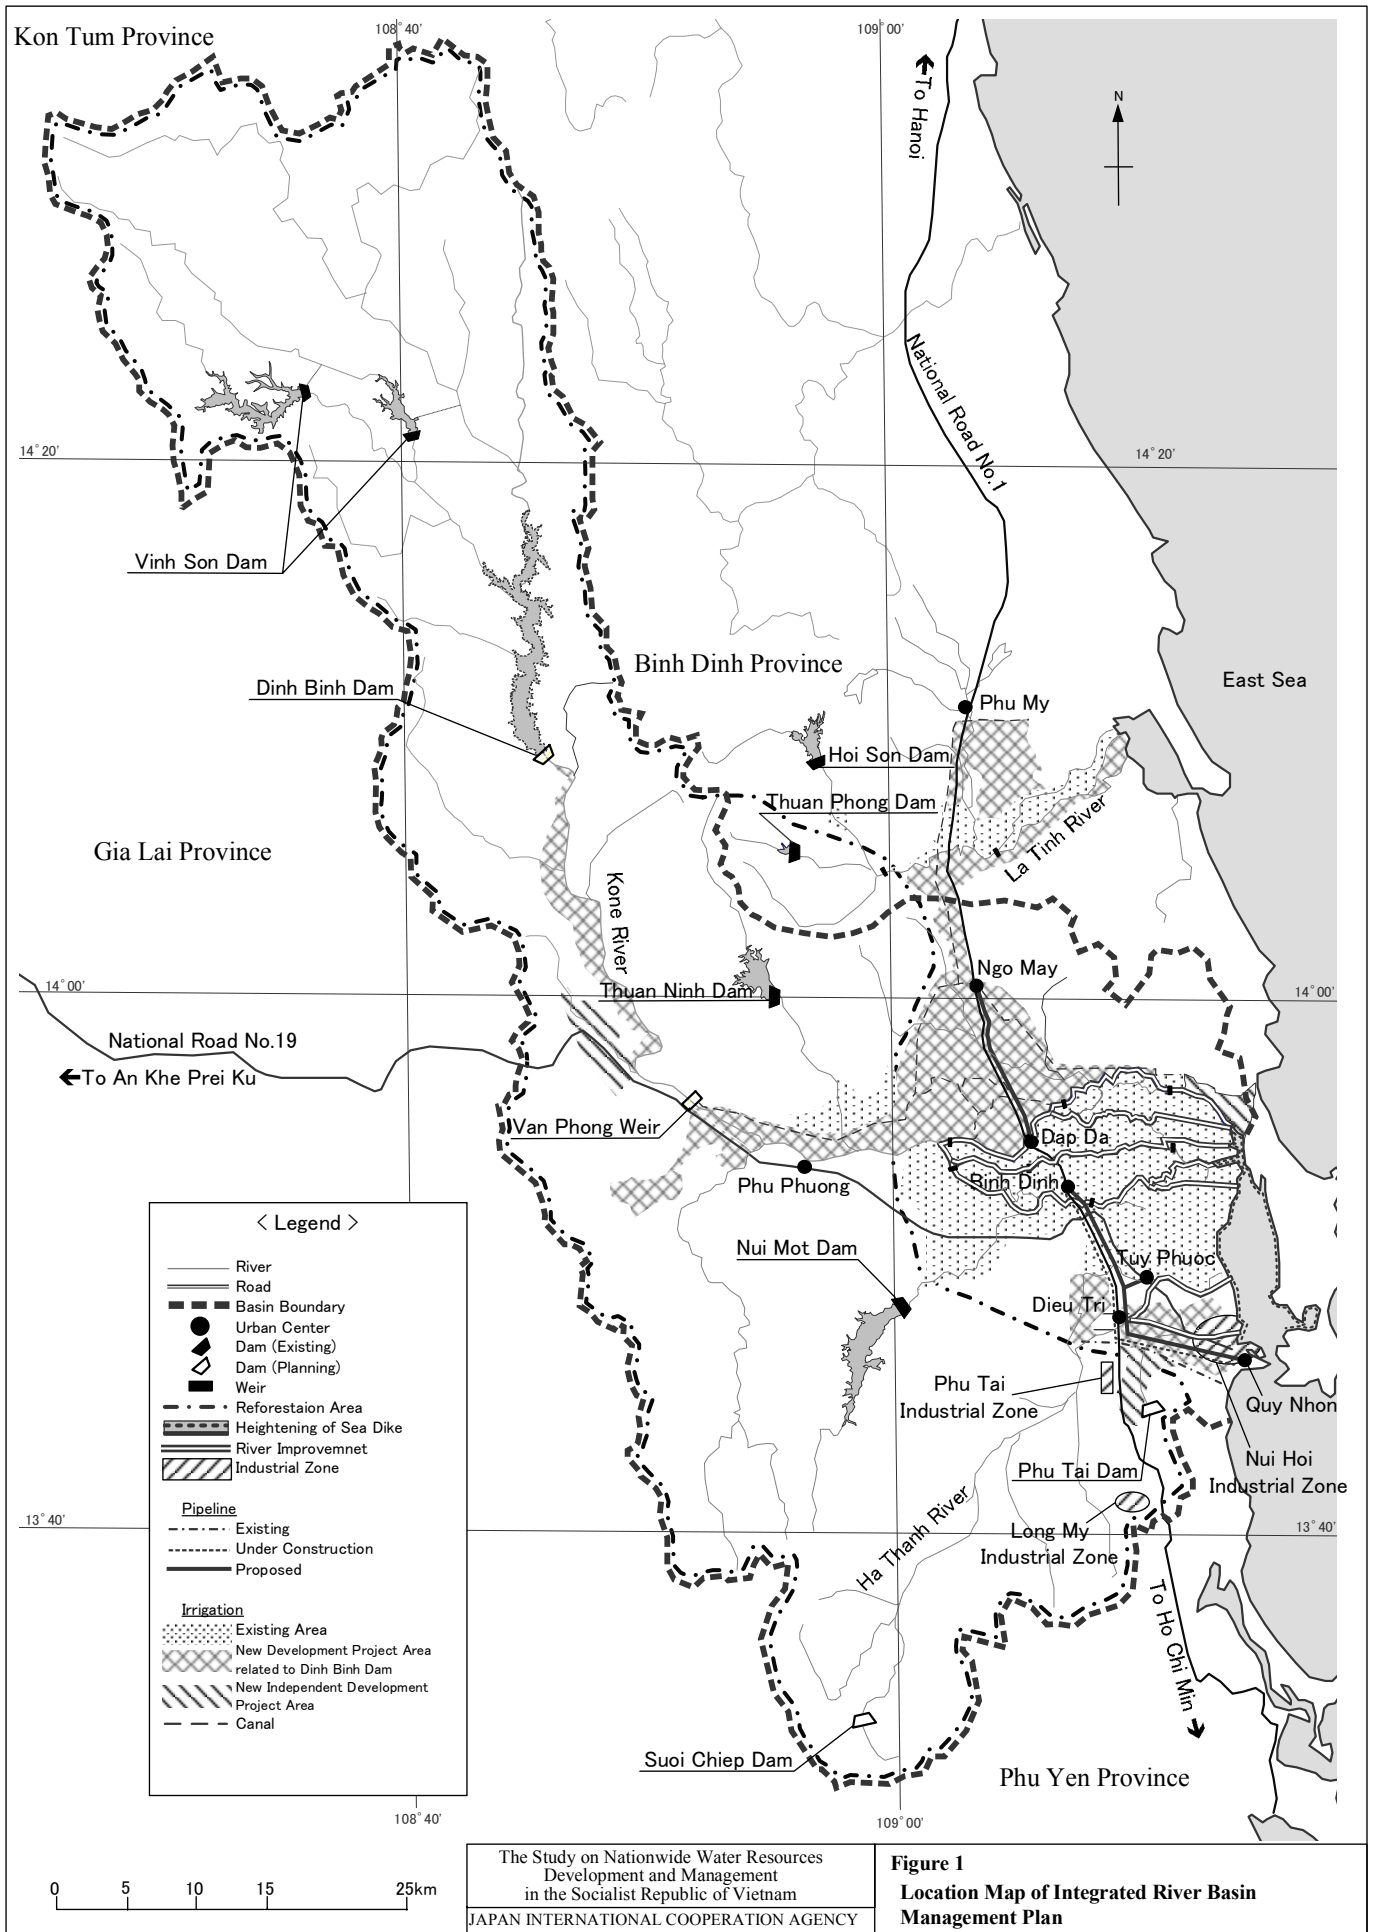 Kon Tum Province
108°40'
109°00'
To Hanoi
N
National Road No.1
14°20'
14°20'
Vinh Son Dam
Binh Dinh Province
East Sea
Dinh Binh Dam
Phu My
Hoi Son Dam
Thuan Phong Dam
La Tinh River
Gia Lai Province
Kone River
Ngo May
14°00'
Thuan Ninh Dam
14°00'
National Road No.19
To An Khe Prei Ku
Van Phong Weir
Dap Da
Phu Phuong
Binh Dinh
Nui Mot Dam
Tuy Phuoc
Dieu Tri
Phu Tai
Industrial Zone
Quy Nhon
Nui Hoi
Industrial Zone
Phu Tai Dam
Long My
Industrial Zone
Ha Thanh River
13°40'
13°40'
To Ho Chi Min
Suoi Chiep Dam
Phu Yen Province
108°40'
109°00'
< Legend >
River
Road
Basin Boundary
Urban Center
Dam (Existing)
Dam (Planning)
Weir
Reforestaion Area
Heightening of Sea Dike
River Improvemnet
Industrial Zone
Pipeline
Existing
Under Construction
Proposed
Irrigation
Existing Area
New Development Project Area
related to Dinh Binh Dam
New Independent Development
Project Area
Canal
0 5 10 15 25km
The Study on Nationwide Water Resources
Development and Management
in the Socialist Republic of Vietnam
JAPAN INTERNATIONAL COOPERATION AGENCY
Figure 1
Location Map of Integrated River Basin
Management Plan